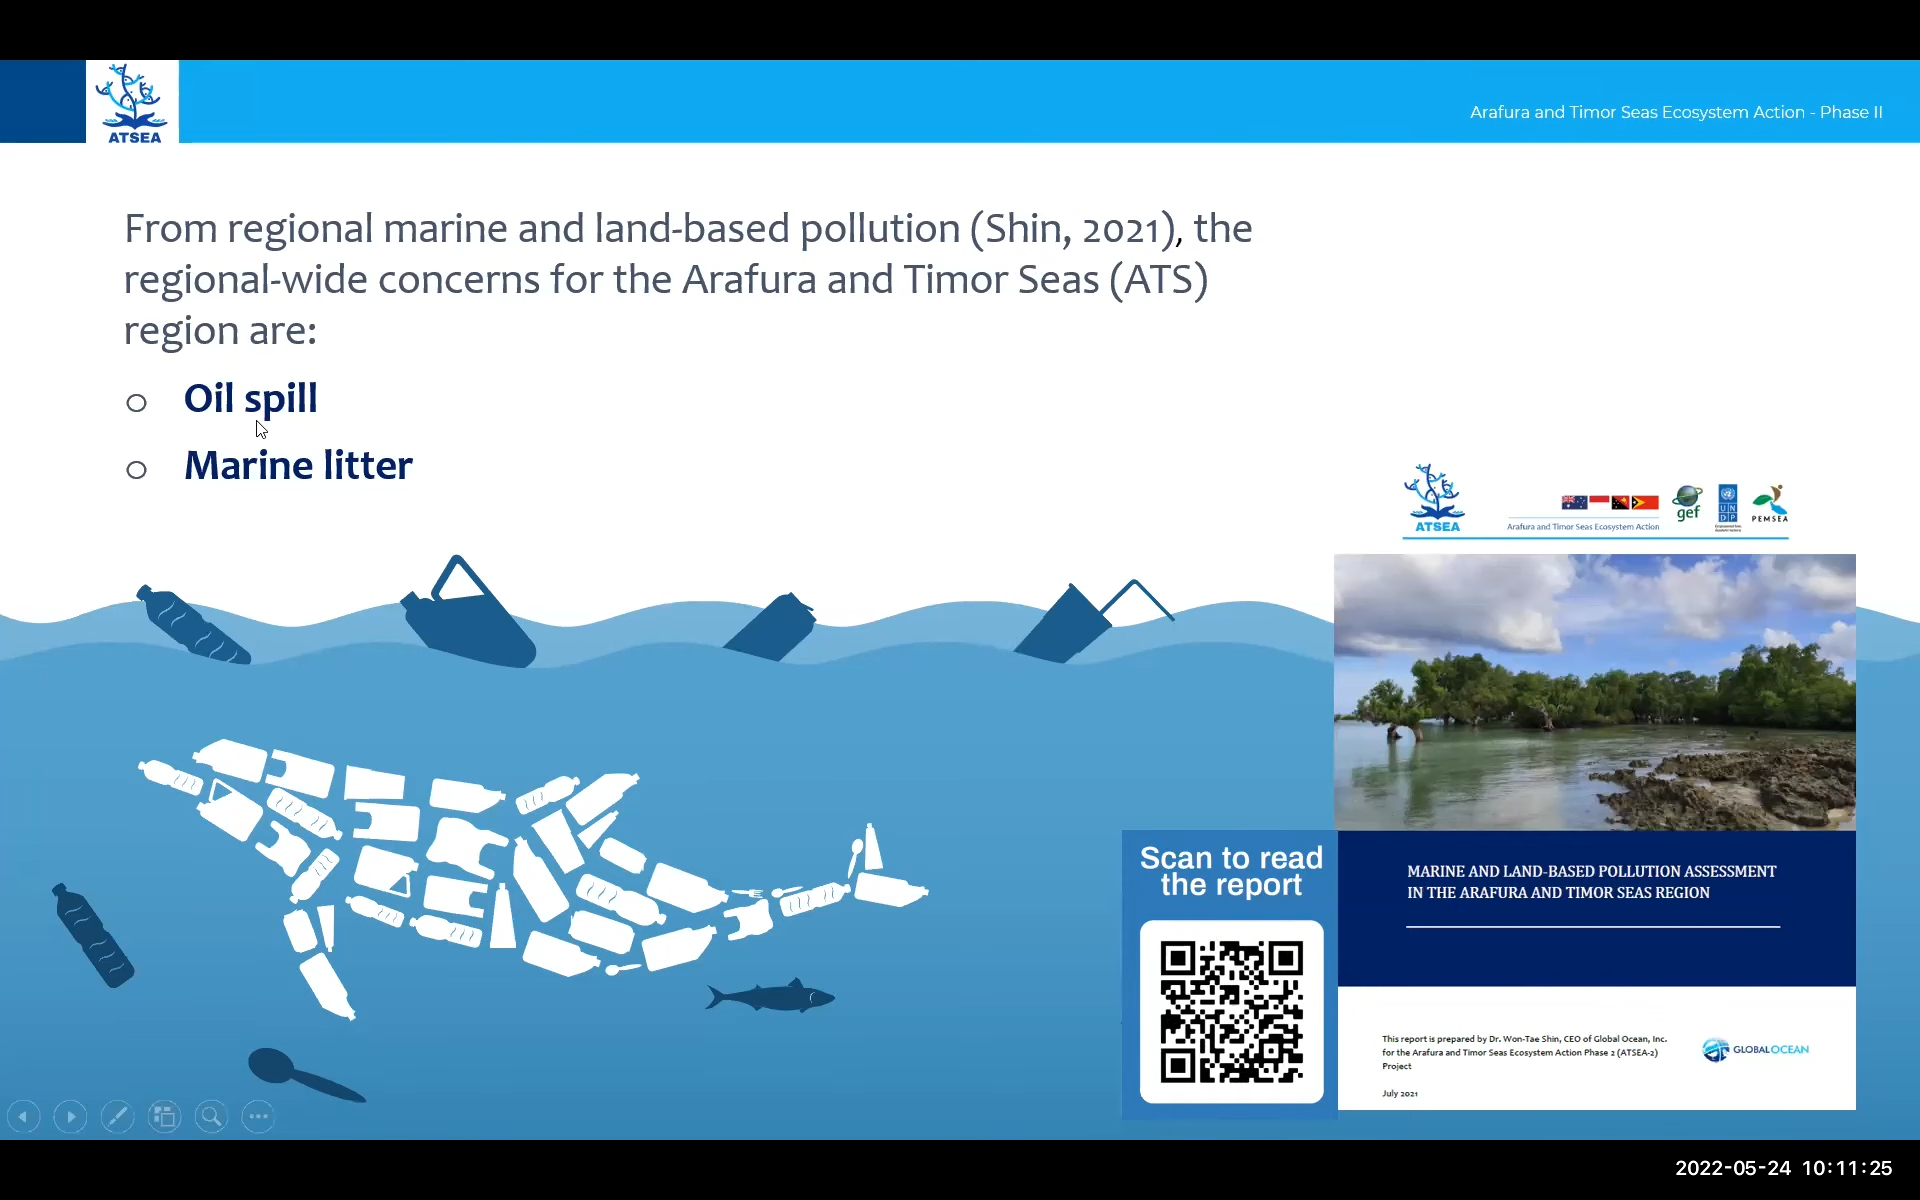 ATSEA
Arafura and Timor Seas Ecosystem Action - Phase II
From regional marine and land-based pollution (Shin, 2021), the
regional-wide concerns for the Arafura and Timor Seas (ATS)
region are:
Oil spill
Marine litter
ATSEA
Arafura and Timor Seas Ecosystem Action
gef
UN
DP
PEMSEA
Scan to read
the report
MARINE AND LAND-BASED POLLUTION ASSESSMENT
IN THE ARAFURA AND TIMOR SEAS REGION
This report is prepared by Dr. Won-Tae Shin, CEO of Global Ocean, Inc.
for the Arafura and Timor Seas Ecosystem Action Phase 2 (ATSEA-2)
Project
GLOBAL OCEAN
July 2021
2022-05-24 10:11:25